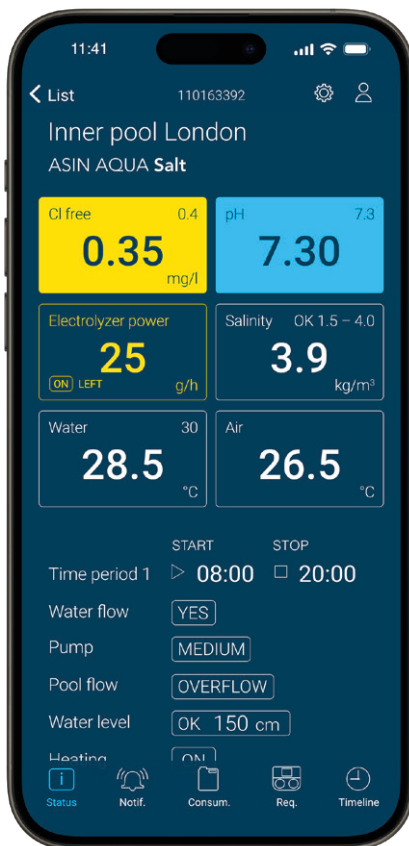 11:41
List 110163392
Inner pool London
ASIN AQUA Salt
Cl free 0.4
0.35
mg/l
pH 7.3
7.30
Electrolyzer power
25
ON LEFT g/h
Salinity OK 1.5 – 4.0
3.9
kg/m³
Water 30
28.5
°C
Air
26.5
°C
START STOP
Time period 1 08:00 20:00
Water flow YES
Pump MEDIUM
Pool flow OVERFLOW
Water level OK 150 cm
Heating ON
Status Notif. Consum. Req. Timeline